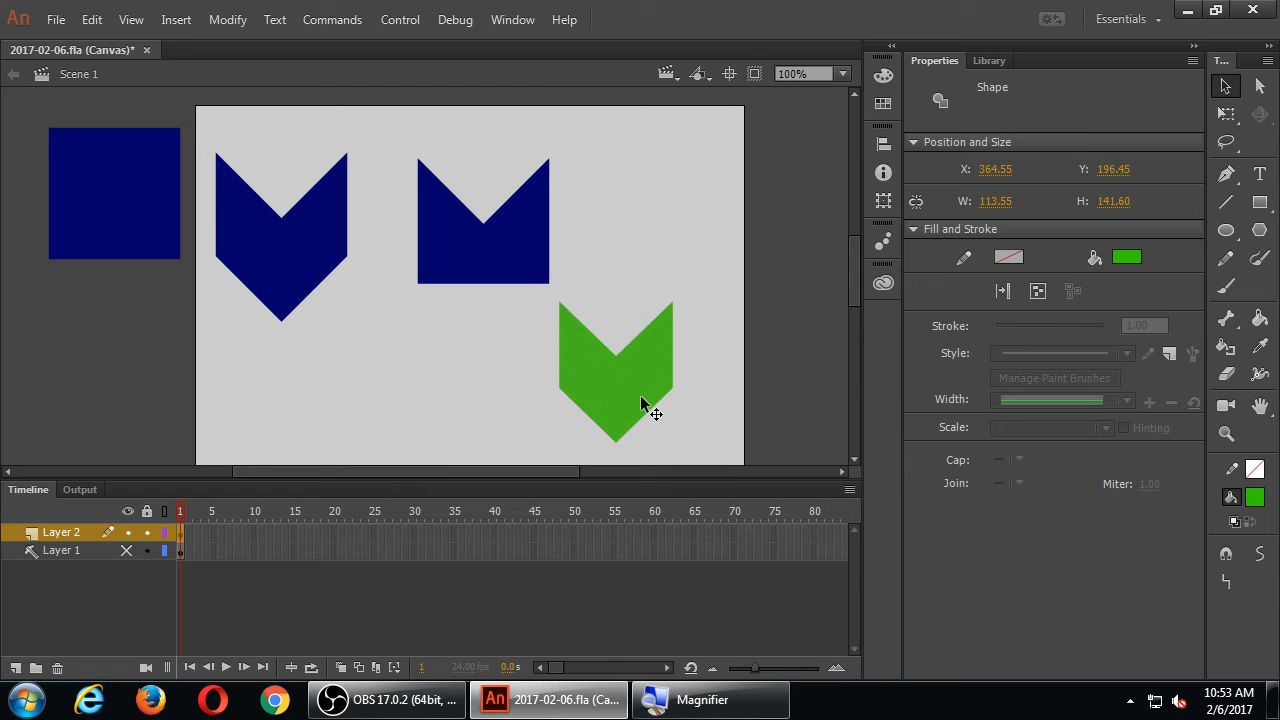 An File Edit View Insert Modify Text Commands Control Debug Window Help Essentials
2017-02-06.fla (Canvas)* ×
Scene 1 100%
Properties Library T...
Shape
Position and Size
X: 364.55 Y: 196.45
W: 113.55 H: 141.60
Fill and Stroke
Stroke: 1.00
Style:
Manage Paint Brushes
Width:
Scale: Hinting
Cap:
Join: Miter: 1.00
Timeline Output
1 5 10 15 20 25 30 35 40 45 50 55 60 65 70 75 80
Layer 2
Layer 1
1 24.00 fps 0.0 s
OBS 17.0.2 (64bit, ... An 2017-02-06.fla (Ca... Magnifier
10:53 AM
2/6/2017